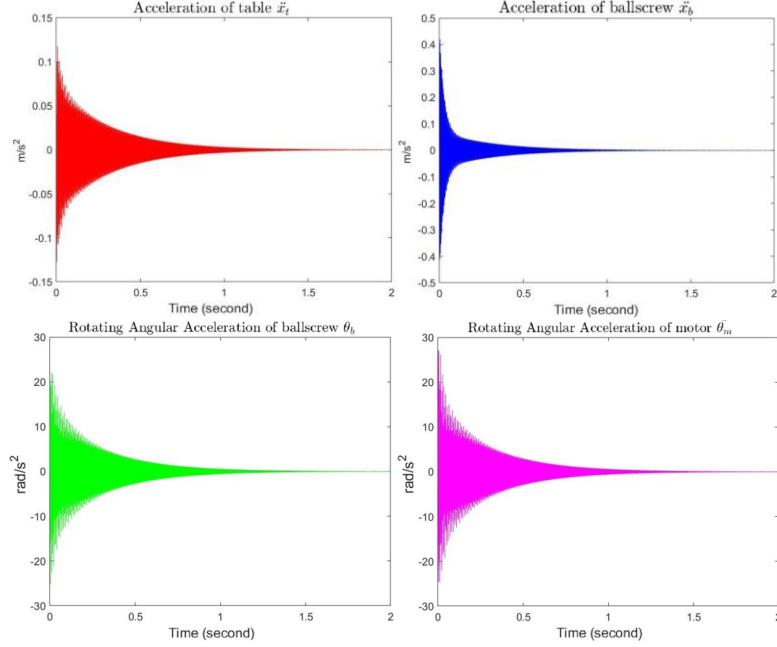 Acceleration of table ẍ_t
0.15
0.1
0.05
0
-0.05
-0.1
-0.15
m/s²
0 0.5 1 1.5 2
Time (second)
Acceleration of ballscrew ẍ_b
0.5
0.4
0.3
0.2
0.1
0
-0.1
-0.2
-0.3
-0.4
-0.5
m/s²
0 0.5 1 1.5 2
Time (second)
Rotating Angular Acceleration of ballscrew θ_b
30
20
10
0
-10
-20
-30
rad/s²
0 0.5 1 1.5 2
Time (second)
Rotating Angular Acceleration of motor θ̈_m
30
20
10
0
-10
-20
-30
rad/s²
0 0.5 1 1.5 2
Time (second)